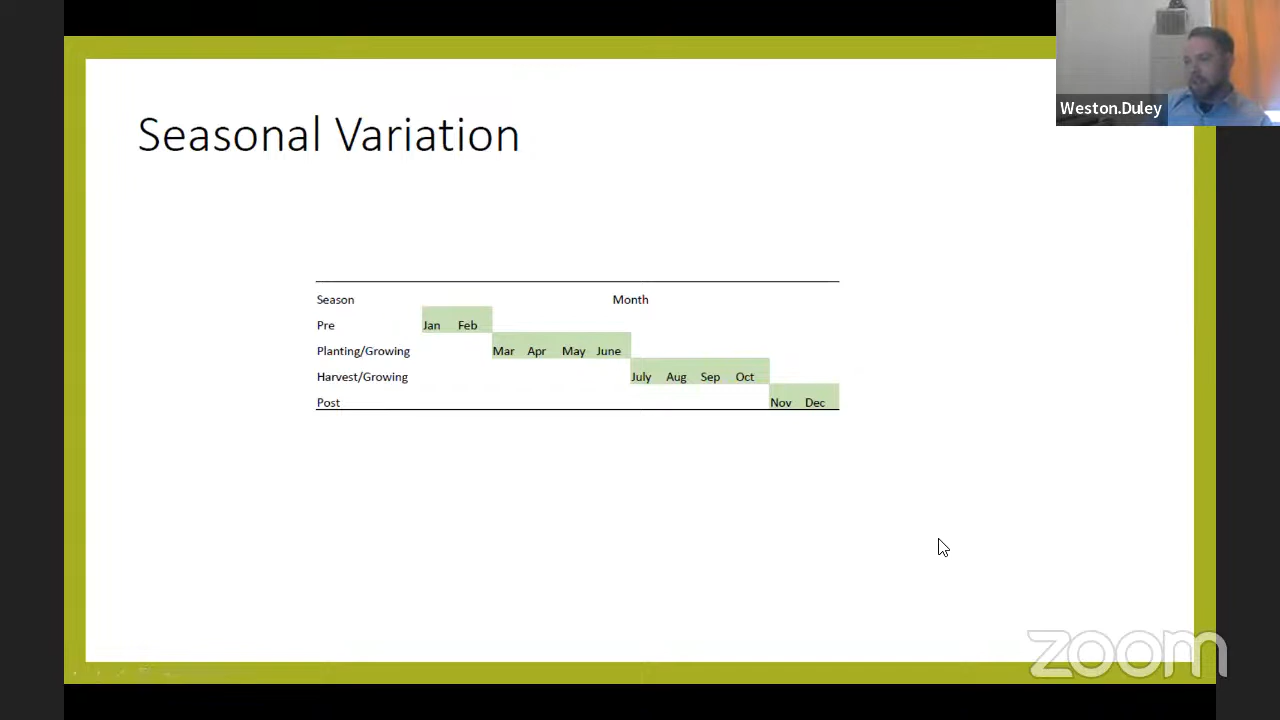 Weston.Duley
Seasonal Variation
Season Month
Pre Jan Feb
Planting/Growing Mar Apr May June
Harvest/Growing July Aug Sep Oct
Post Nov Dec
zoom